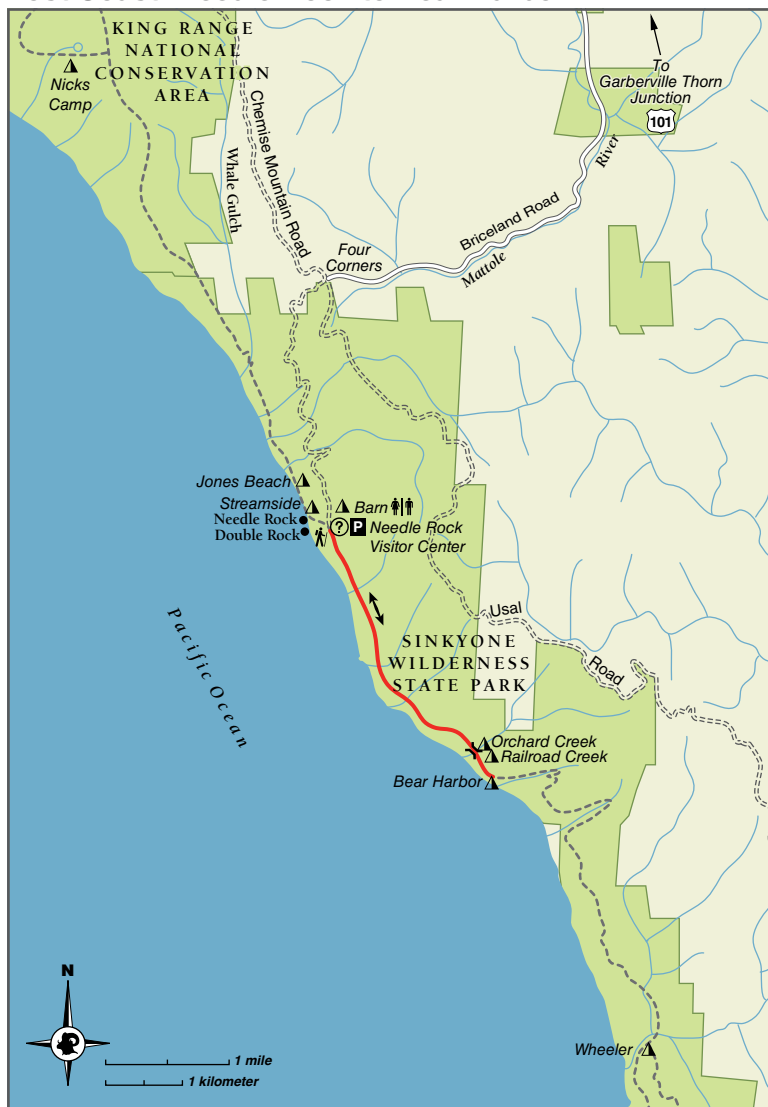 KING RANGE
NATIONAL
CONSERVATION
AREA
Nicks
Camp
To
Garberville Thorn
Junction
101
River
Chemise Mountain Road
Whale Gulch
Briceland Road
Four
Corners
Mattole
Jones Beach
Streamside
Barn
Needle Rock
Double Rock
?
P
Needle Rock
Visitor Center
Usal
Road
Pacific Ocean
SINKYONE
WILDERNESS
STATE PARK
Orchard Creek
Railroad Creek
Bear Harbor
N
Wheeler
1 mile
1 kilometer